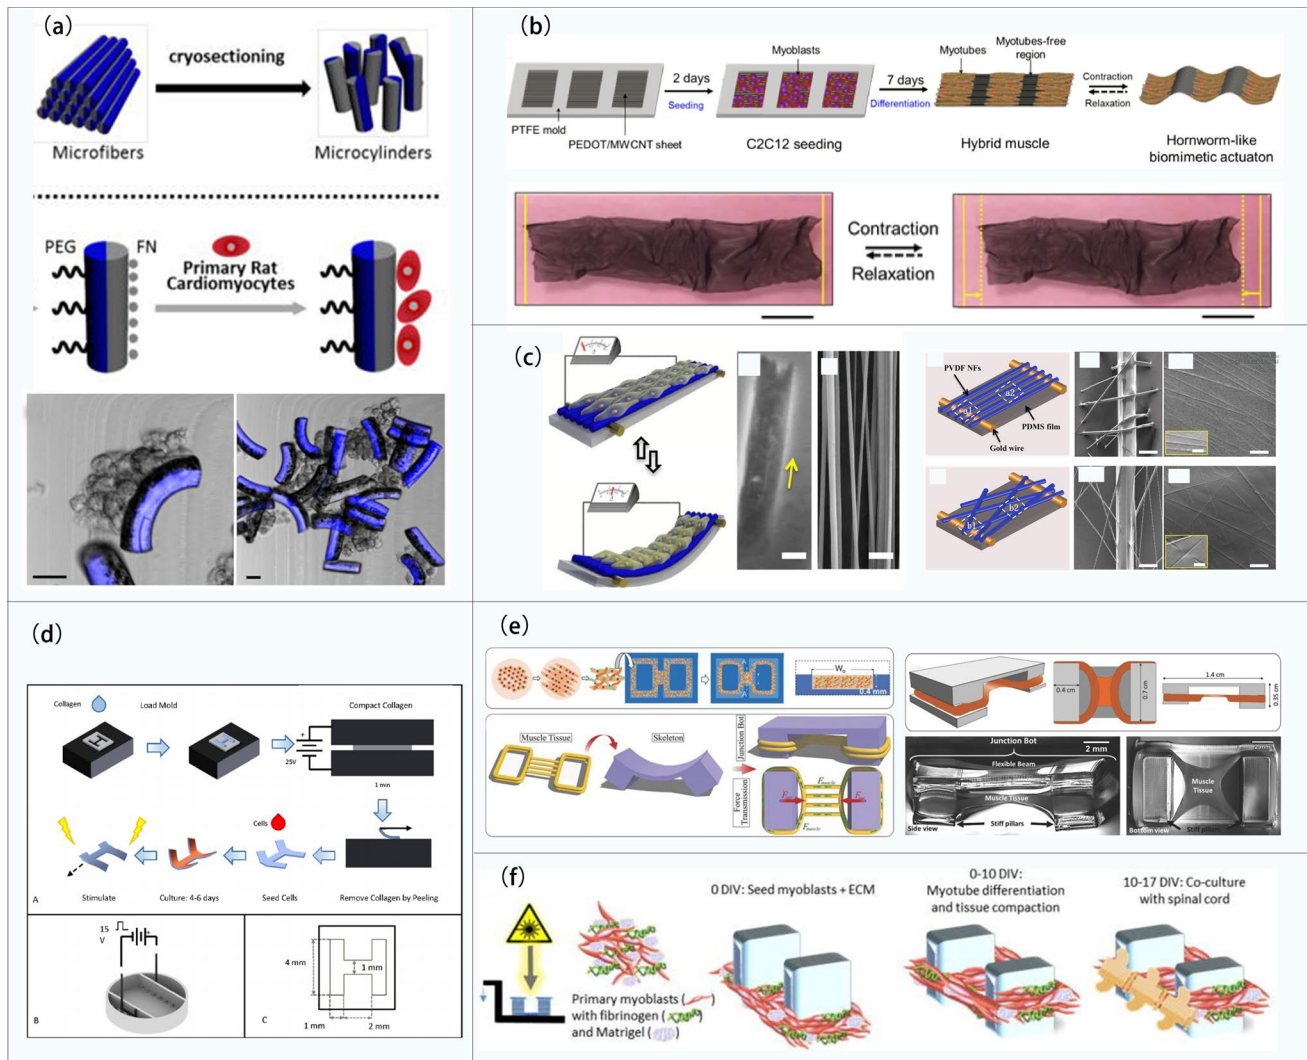 (a)
cryosectioning
Microfibers
Microcylinders
PEG
FN
Primary Rat
Cardiomyocytes
(b)
Myoblasts
Myotubes
Myotubes-free
region
2 days
Seeding
7 days
Differentiation
Contraction
Relaxation
PTFE mold
PEDOT/MWCNT sheet
C2C12 seeding
Hybrid muscle
Hornworm-like
biomimetic actuaton
Contraction
Relaxation
(c)
PVDF NFs
a1
a2
PDMS film
Gold wire
b1
b2
(d)
Collagen
Load Mold
Compact Collagen
+
25V
-
1 min
Cells
A
Stimulate
Culture: 4-6 days
Seed Cells
Remove Collagen by Peeling
15
V
+
-
B
4 mm
1 mm
1 mm
2 mm
C
(e)
0.4 mm
0.4 cm
0.7 cm
1.4 cm
0.35 cm
Muscle Tissue
Skeleton
Junction Bot
Force
Transmission
Junction Bot
2 mm
Flexible Beam
Muscle Tissue
Side view
Stiff pillars
Muscle
Tissue
Bottom view
Stiff pillars
(f)
0 DIV: Seed myoblasts + ECM
0-10 DIV:
Myotube differentiation
and tissue compaction
10-17 DIV: Co-culture
with spinal cord
Primary myoblasts ( )
with fibrinogen ( )
and Matrigel ( )